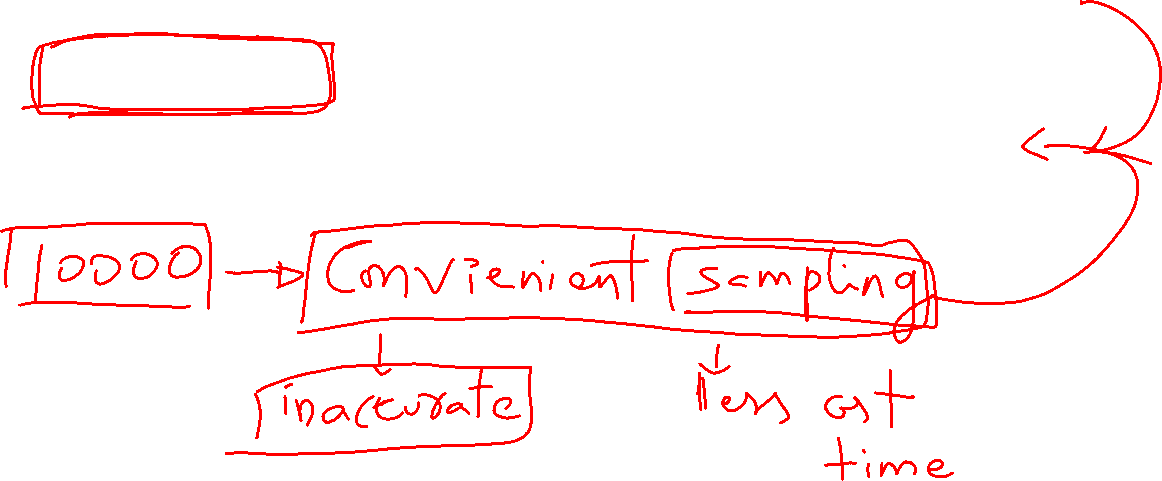 10000 Convienient sampling
inaccurate less cost
time